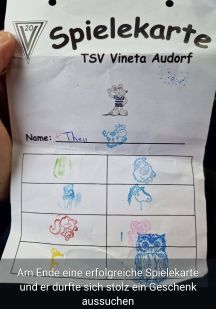 20
Spielekarte
TSV Vineta Audorf
Name: Theo
Am Ende eine erfolgreiche Spielekarte
und er durfte sich stolz ein Geschenk
aussuchen